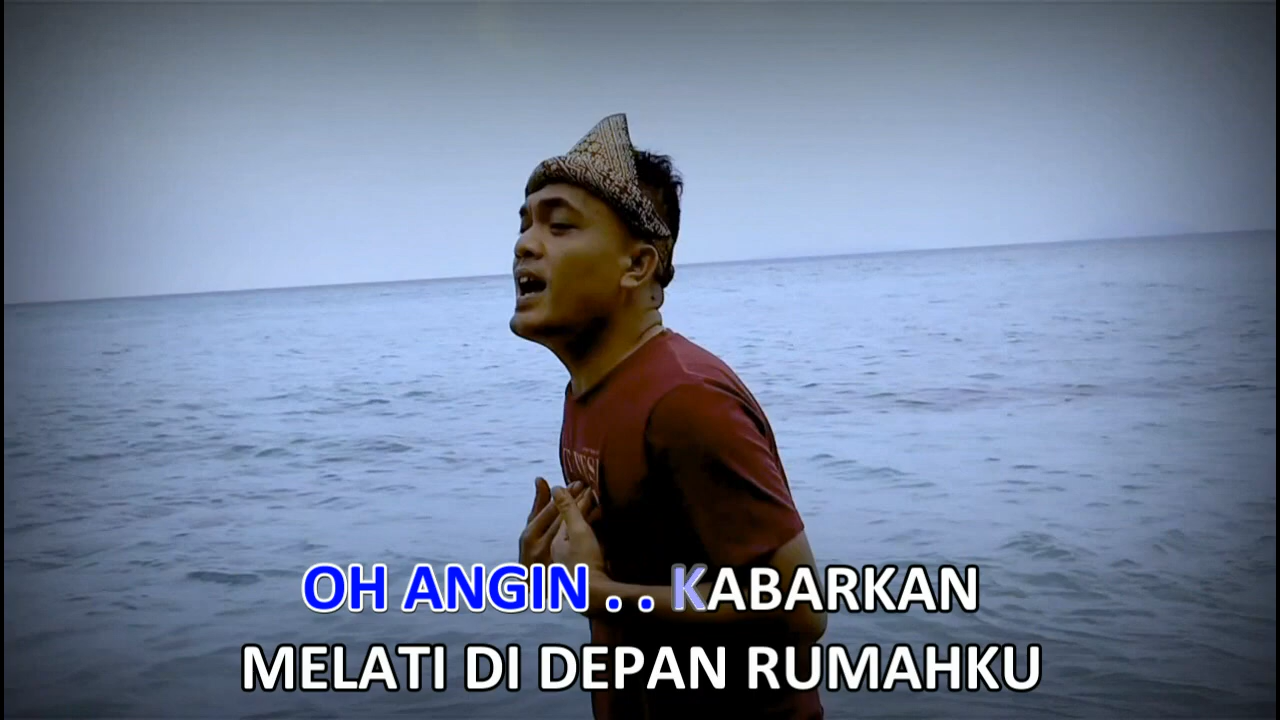 OH ANGIN . . KABARKAN
MELATI DI DEPAN RUMAHKU